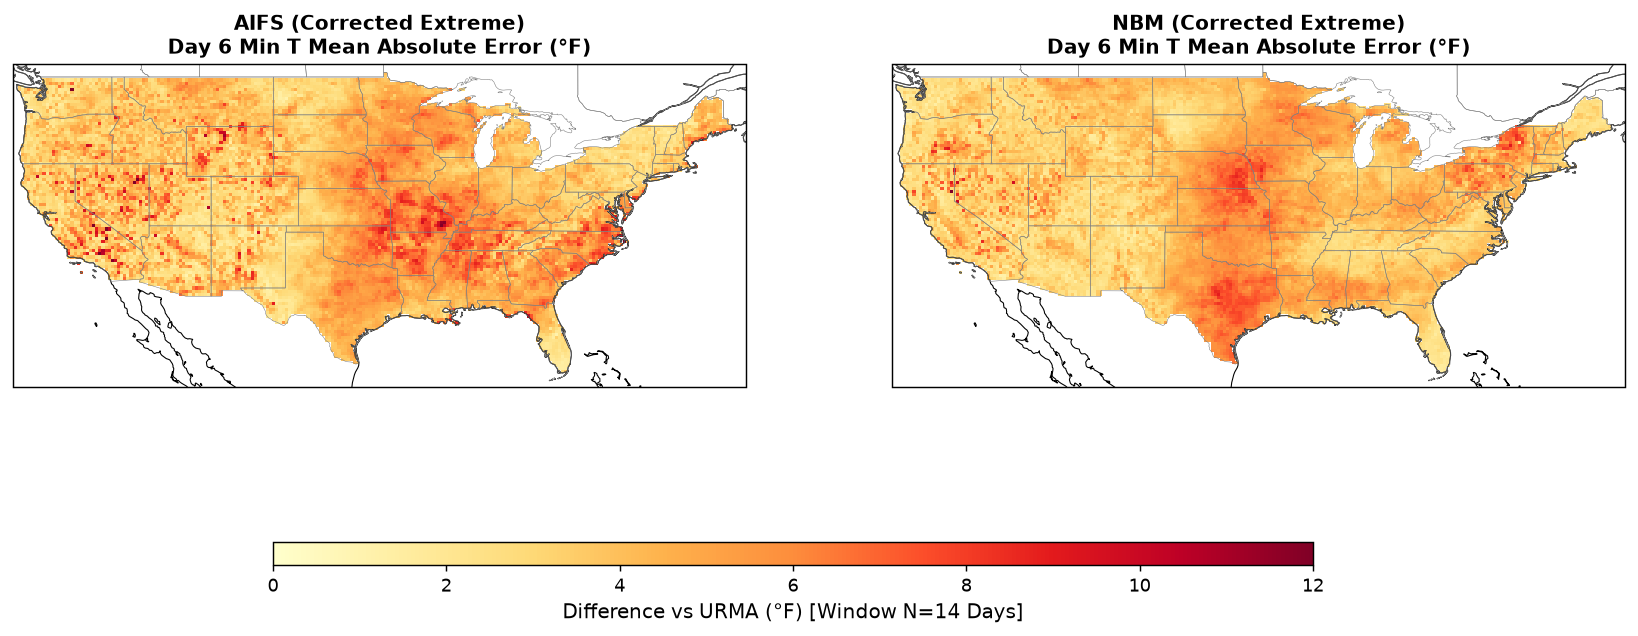 AIFS (Corrected Extreme)
Day 6 Min T Mean Absolute Error (°F)
NBM (Corrected Extreme)
Day 6 Min T Mean Absolute Error (°F)
0 2 4 6 8 10 12
Difference vs URMA (°F) [Window N=14 Days]